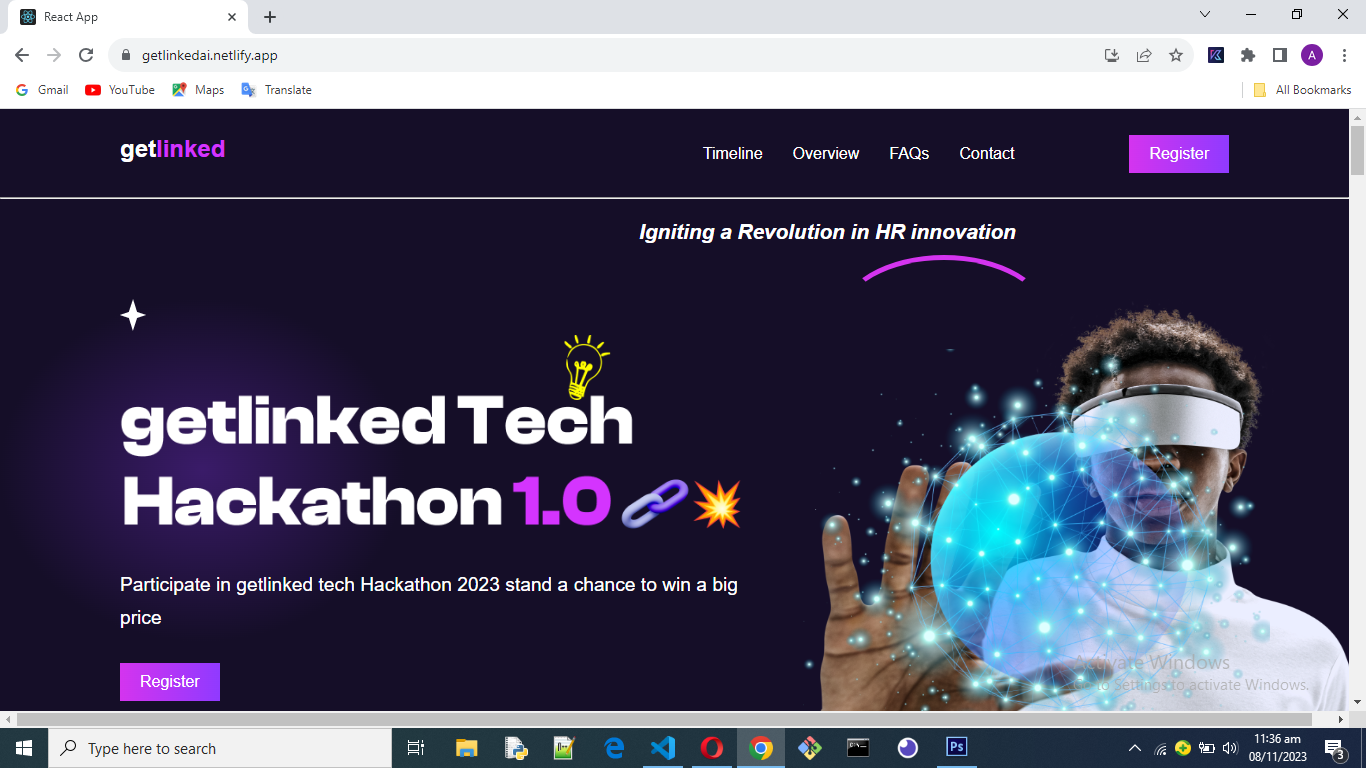 React App
getlinkedai.netlify.app
A
Gmail
YouTube
Maps
Translate
All Bookmarks
getlinked
Timeline
Overview
FAQs
Contact
Register
Igniting a Revolution in HR innovation
getlinked Tech
Hackathon 1.0
Participate in getlinked tech Hackathon 2023 stand a chance to win a big
price
Register
Activate Windows
Go to Settings to activate Windows.
Type here to search
Ps
11:36 am
08/11/2023
3